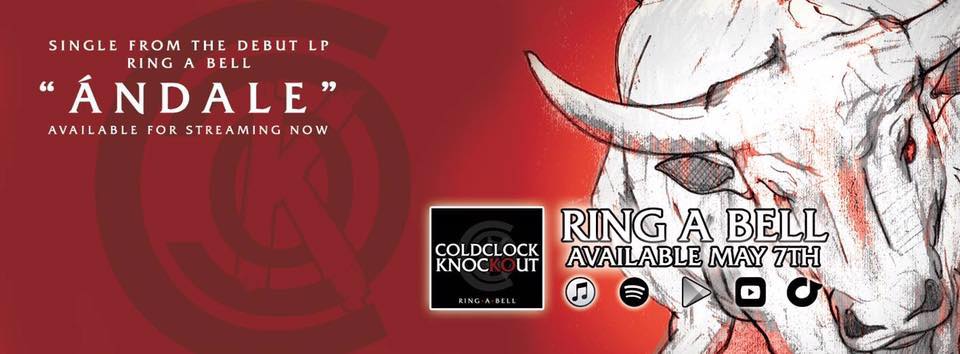 SINGLE FROM THE DEBUT LP
RING A BELL
“ÁNDALE”
AVAILABLE FOR STREAMING NOW
COLDCLOCK
KNOCKOUT
RING·A·BELL
RING A BELL
AVAILABLE MAY 7TH